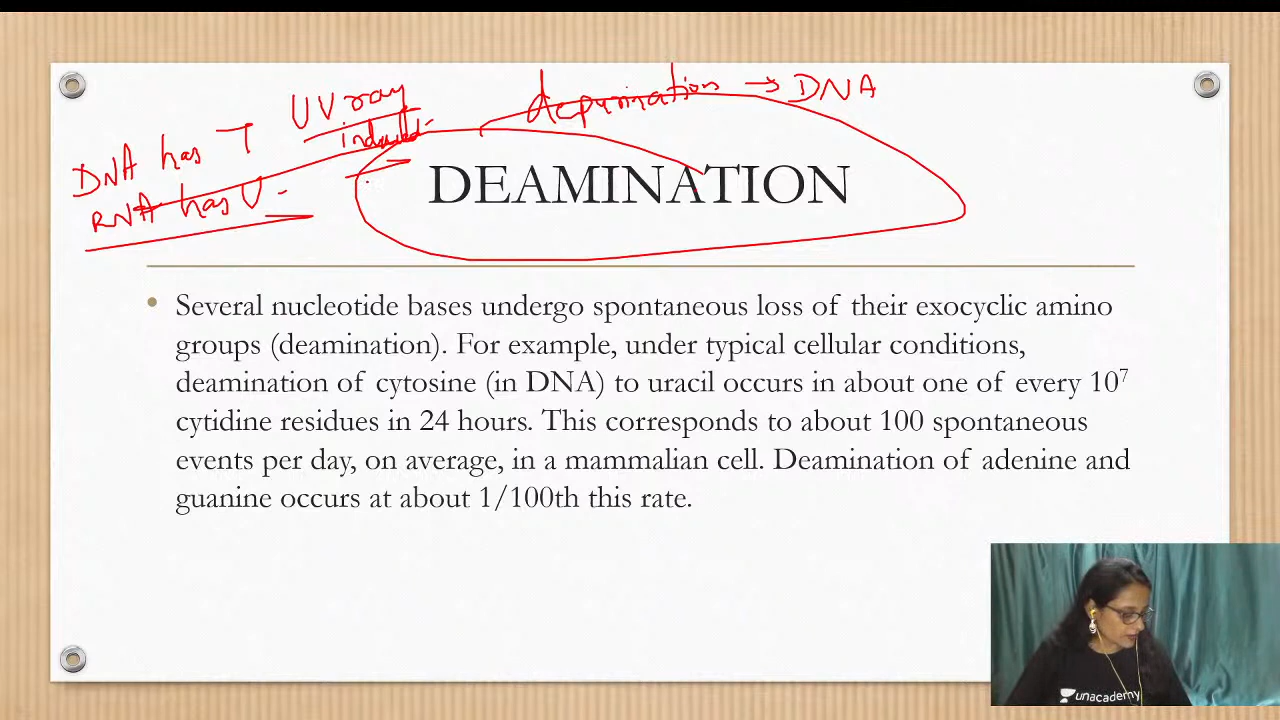 UV ray
induced
depurination → DNA
DNA has T
RNA has U -
DEAMINATION
• Several nucleotide bases undergo spontaneous loss of their exocyclic amino
groups (deamination). For example, under typical cellular conditions,
deamination of cytosine (in DNA) to uracil occurs in about one of every 10⁷
cytidine residues in 24 hours. This corresponds to about 100 spontaneous
events per day, on average, in a mammalian cell. Deamination of adenine and
guanine occurs at about 1/100th this rate.
unacademy